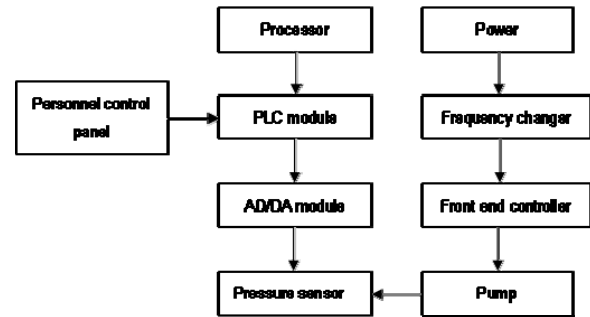 Processor
Power
Personnel control
panel
PLC module
Frequency changer
AD/DA module
Front end controller
Pressure sensor
Pump